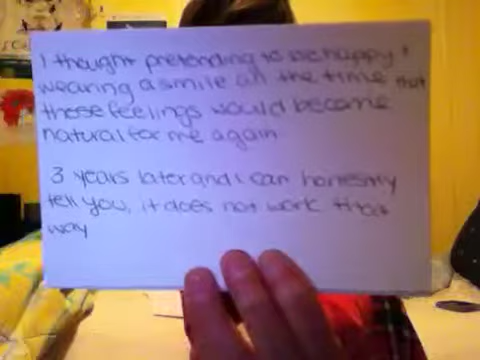 I thought pretending to be happy &
wearing a smile all the time that
those feelings would become
natural for me again
3 years later and I can honestly
tell you, it does not work that
way